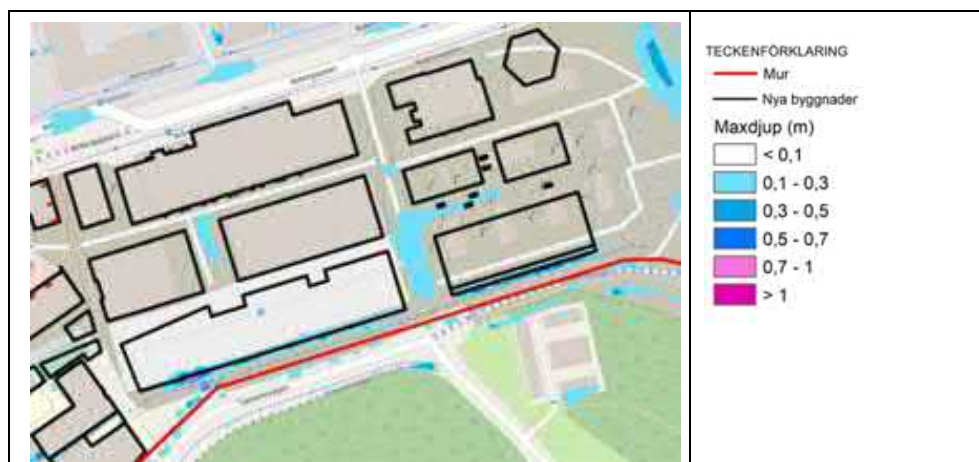 TECKENFÖRKLARING
Mur
Nya byggnader
Maxdjup (m)
< 0,1
0,1 - 0,3
0,3 - 0,5
0,5 - 0,7
0,7 - 1
> 1